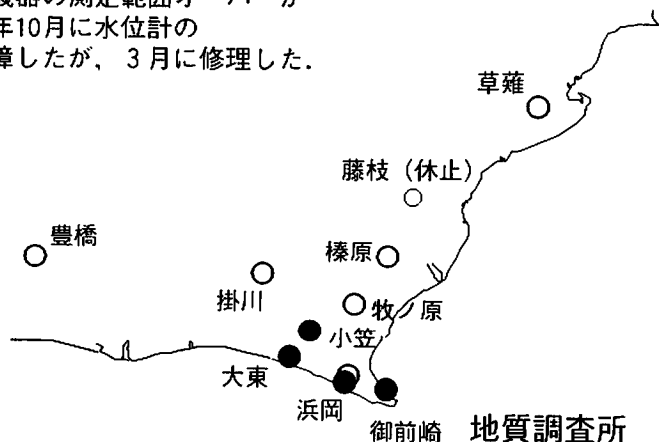 年10月に水位計の
障したが、３月に修理した.
草薙
藤枝（休止）
豊橋
榛原
掛川
牧ノ原
小笠
大東
浜岡
御前崎
地質調査所